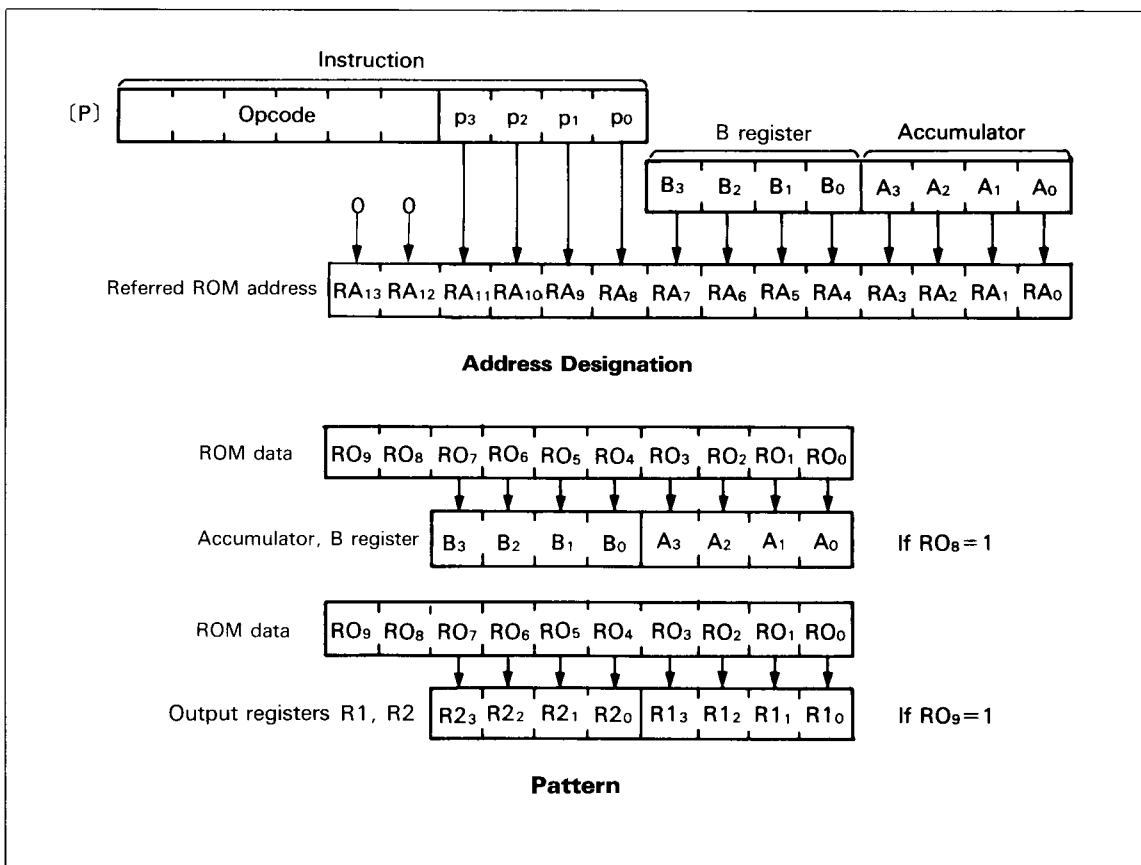 Instruction
[P] Opcode p₃ p₂ p₁ p₀
B register Accumulator
B₃ B₂ B₁ B₀ A₃ A₂ A₁ A₀
0 0
Referred ROM address RA₁₃ RA₁₂ RA₁₁ RA₁₀ RA₉ RA₈ RA₇ RA₆ RA₅ RA₄ RA₃ RA₂ RA₁ RA₀
Address Designation
ROM data RO₉ RO₈ RO₇ RO₆ RO₅ RO₄ RO₃ RO₂ RO₁ RO₀
Accumulator, B register B₃ B₂ B₁ B₀ A₃ A₂ A₁ A₀ If RO₈=1
ROM data RO₉ RO₈ RO₇ RO₆ RO₅ RO₄ RO₃ RO₂ RO₁ RO₀
Output registers R1, R2 R2₃ R2₂ R2₁ R2₀ R1₃ R1₂ R1₁ R1₀ If RO₉=1
Pattern